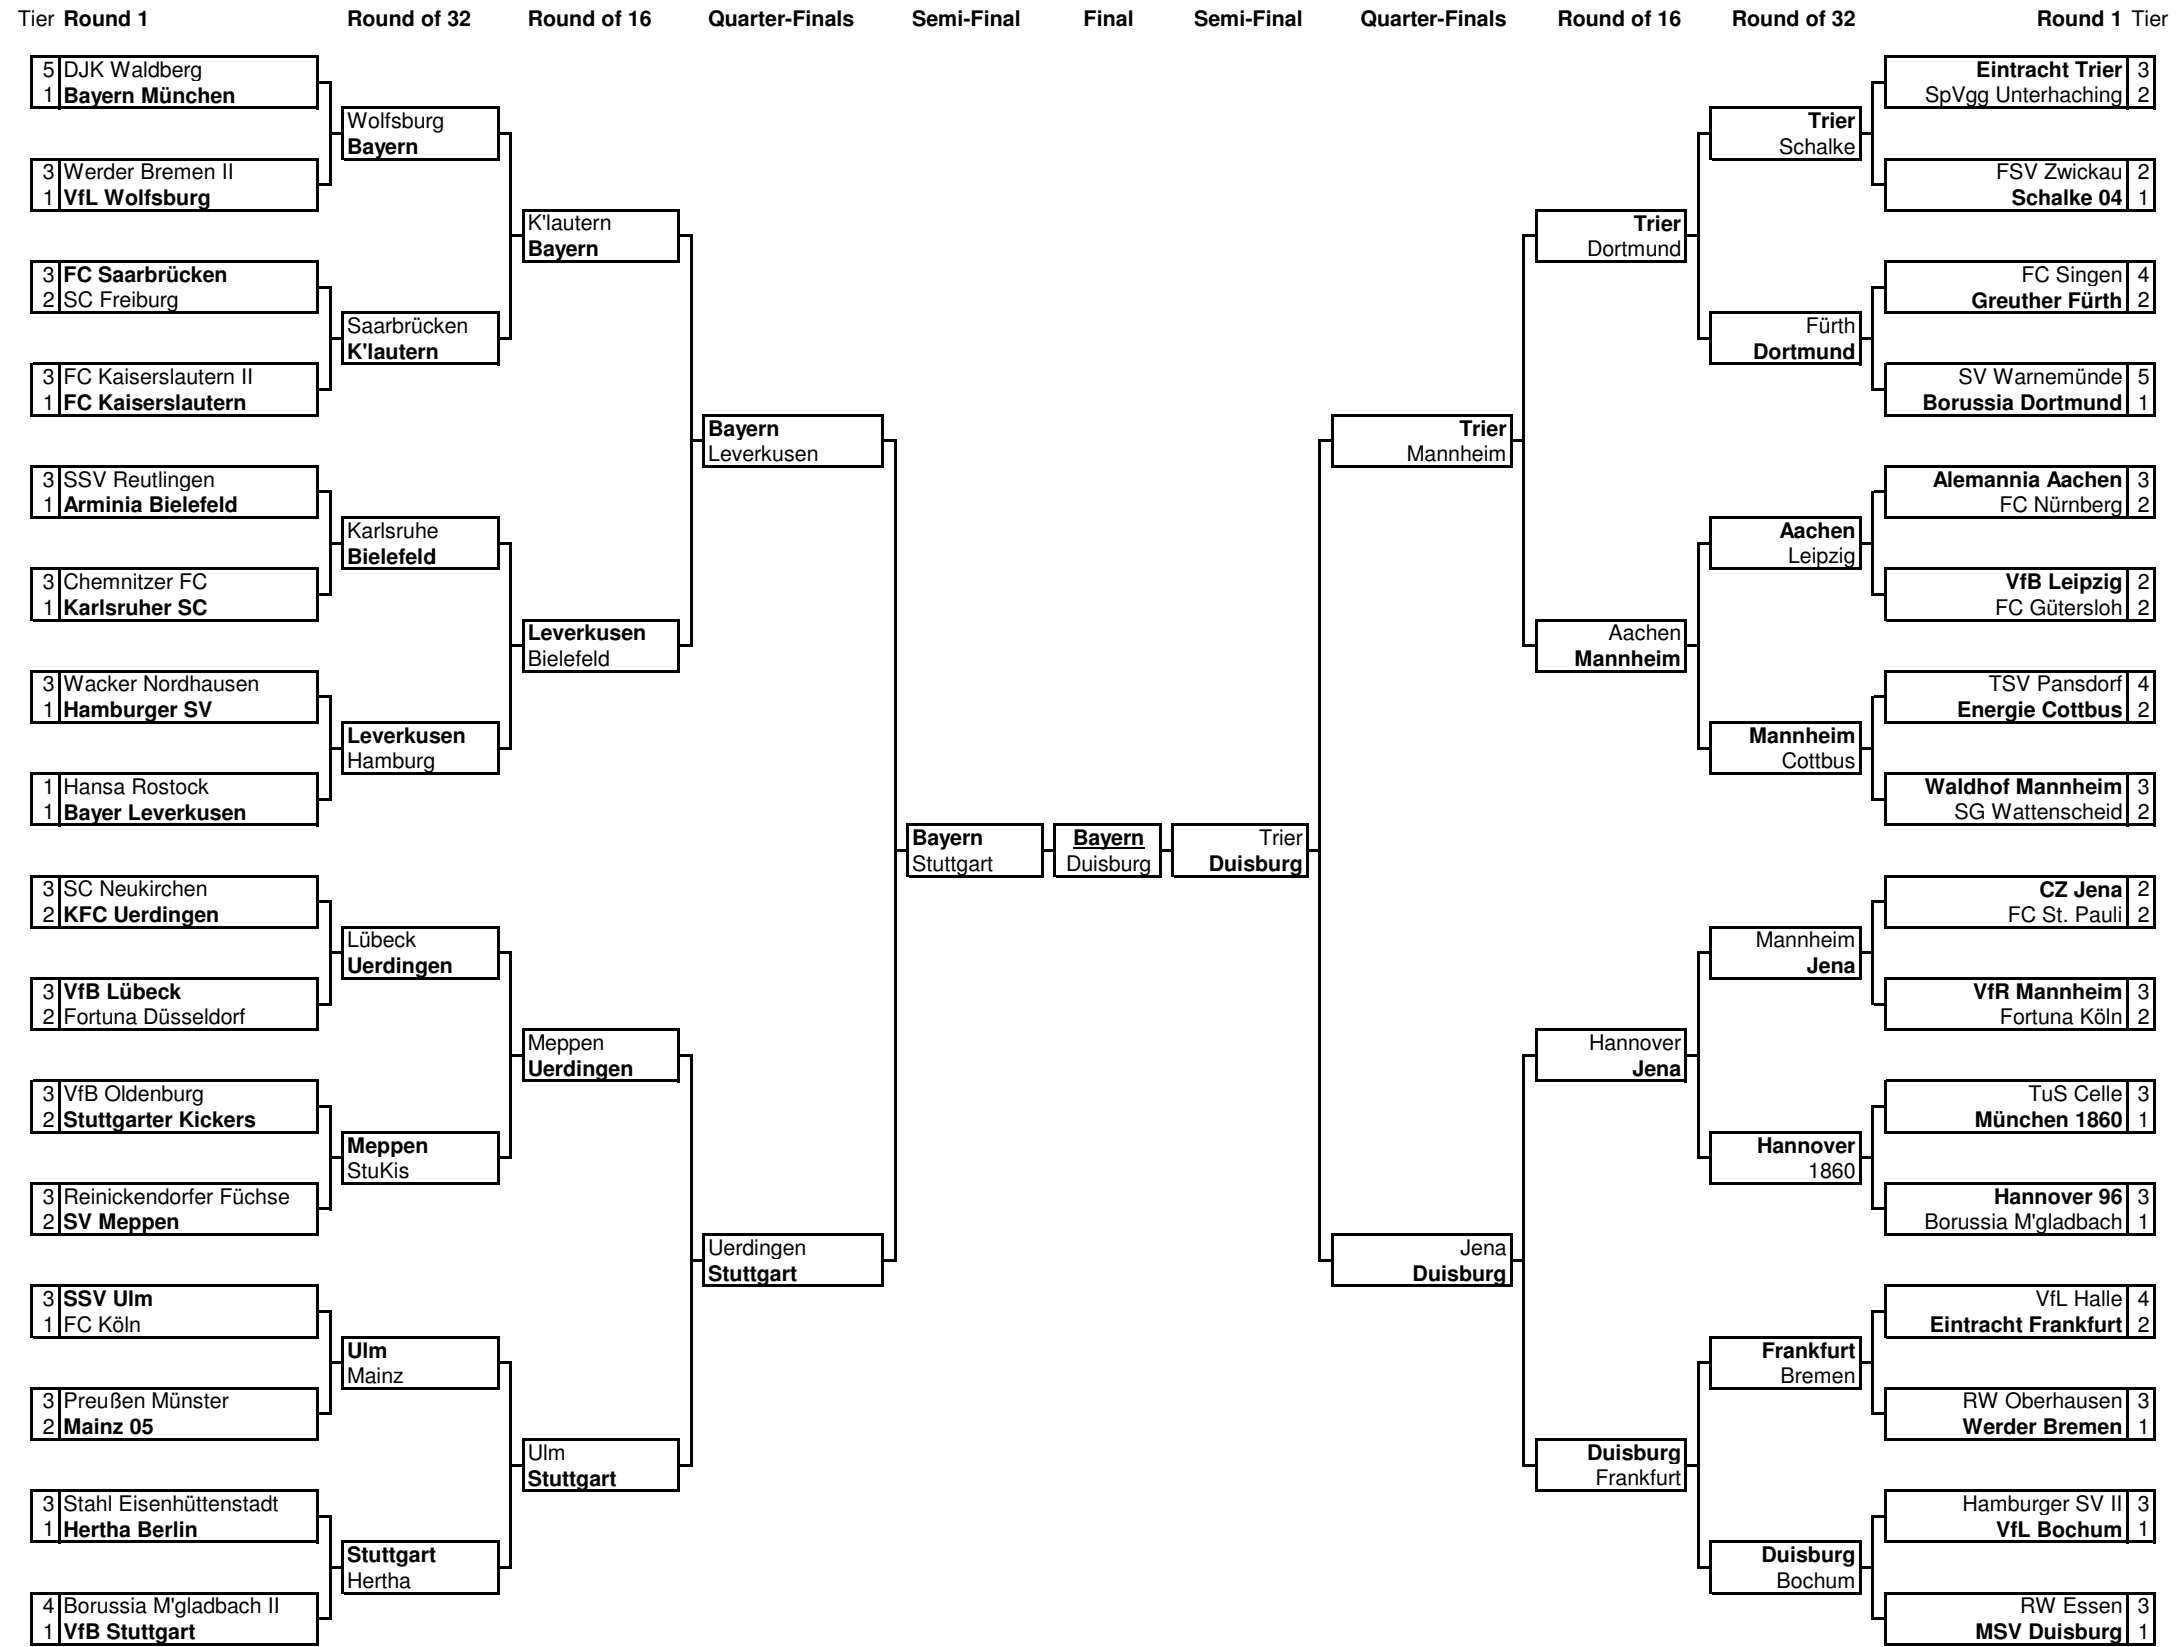 Tier Round 1 Round of 32 Round of 16 Quarter-Finals Semi-Final Final Semi-Final Quarter-Finals Round of 16 Round of 32 Round 1 Tier
5 DJK Waldberg
1 Bayern München
3 Werder Bremen II
1 VfL Wolfsburg
3 FC Saarbrücken
2 SC Freiburg
3 FC Kaiserslautern II
1 FC Kaiserslautern
3 SSV Reutlingen
1 Arminia Bielefeld
3 Chemnitzer FC
1 Karlsruher SC
3 Wacker Nordhausen
1 Hamburger SV
1 Hansa Rostock
1 Bayer Leverkusen
3 SC Neukirchen
2 KFC Uerdingen
3 VfB Lübeck
2 Fortuna Düsseldorf
3 VfB Oldenburg
2 Stuttgarter Kickers
3 Reinickendorfer Füchse
2 SV Meppen
3 SSV Ulm
1 FC Köln
3 Preußen Münster
2 Mainz 05
3 Stahl Eisenhüttenstadt
1 Hertha Berlin
4 Borussia M'gladbach II
1 VfB Stuttgart
Wolfsburg
Bayern
Saarbrücken
K'lautern
Karlsruhe
Bielefeld
Leverkusen
Hamburg
Lübeck
Uerdingen
Meppen
StuKis
Ulm
Mainz
Stuttgart
Hertha
K'lautern
Bayern
Leverkusen
Bielefeld
Meppen
Uerdingen
Ulm
Stuttgart
Bayern
Leverkusen
Uerdingen
Stuttgart
Bayern
Stuttgart
Bayern
Duisburg
Trier
Duisburg
Trier
Mannheim
Jena
Duisburg
Trier
Dortmund
Aachen
Mannheim
Hannover
Jena
Duisburg
Frankfurt
Trier
Schalke
Fürth
Dortmund
Aachen
Leipzig
Mannheim
Cottbus
Mannheim
Jena
Hannover
1860
Frankfurt
Bremen
Duisburg
Bochum
Eintracht Trier 3
SpVgg Unterhaching 2
FSV Zwickau 2
Schalke 04 1
FC Singen 4
Greuther Fürth 2
SV Warnemünde 5
Borussia Dortmund 1
Alemannia Aachen 3
FC Nürnberg 2
VfB Leipzig 2
FC Gütersloh 2
TSV Pansdorf 4
Energie Cottbus 2
Waldhof Mannheim 3
SG Wattenscheid 2
CZ Jena 2
FC St. Pauli 2
VfR Mannheim 3
Fortuna Köln 2
TuS Celle 3
München 1860 1
Hannover 96 3
Borussia M'gladbach 1
VfL Halle 4
Eintracht Frankfurt 2
RW Oberhausen 3
Werder Bremen 1
Hamburger SV II 3
VfL Bochum 1
RW Essen 3
MSV Duisburg 1